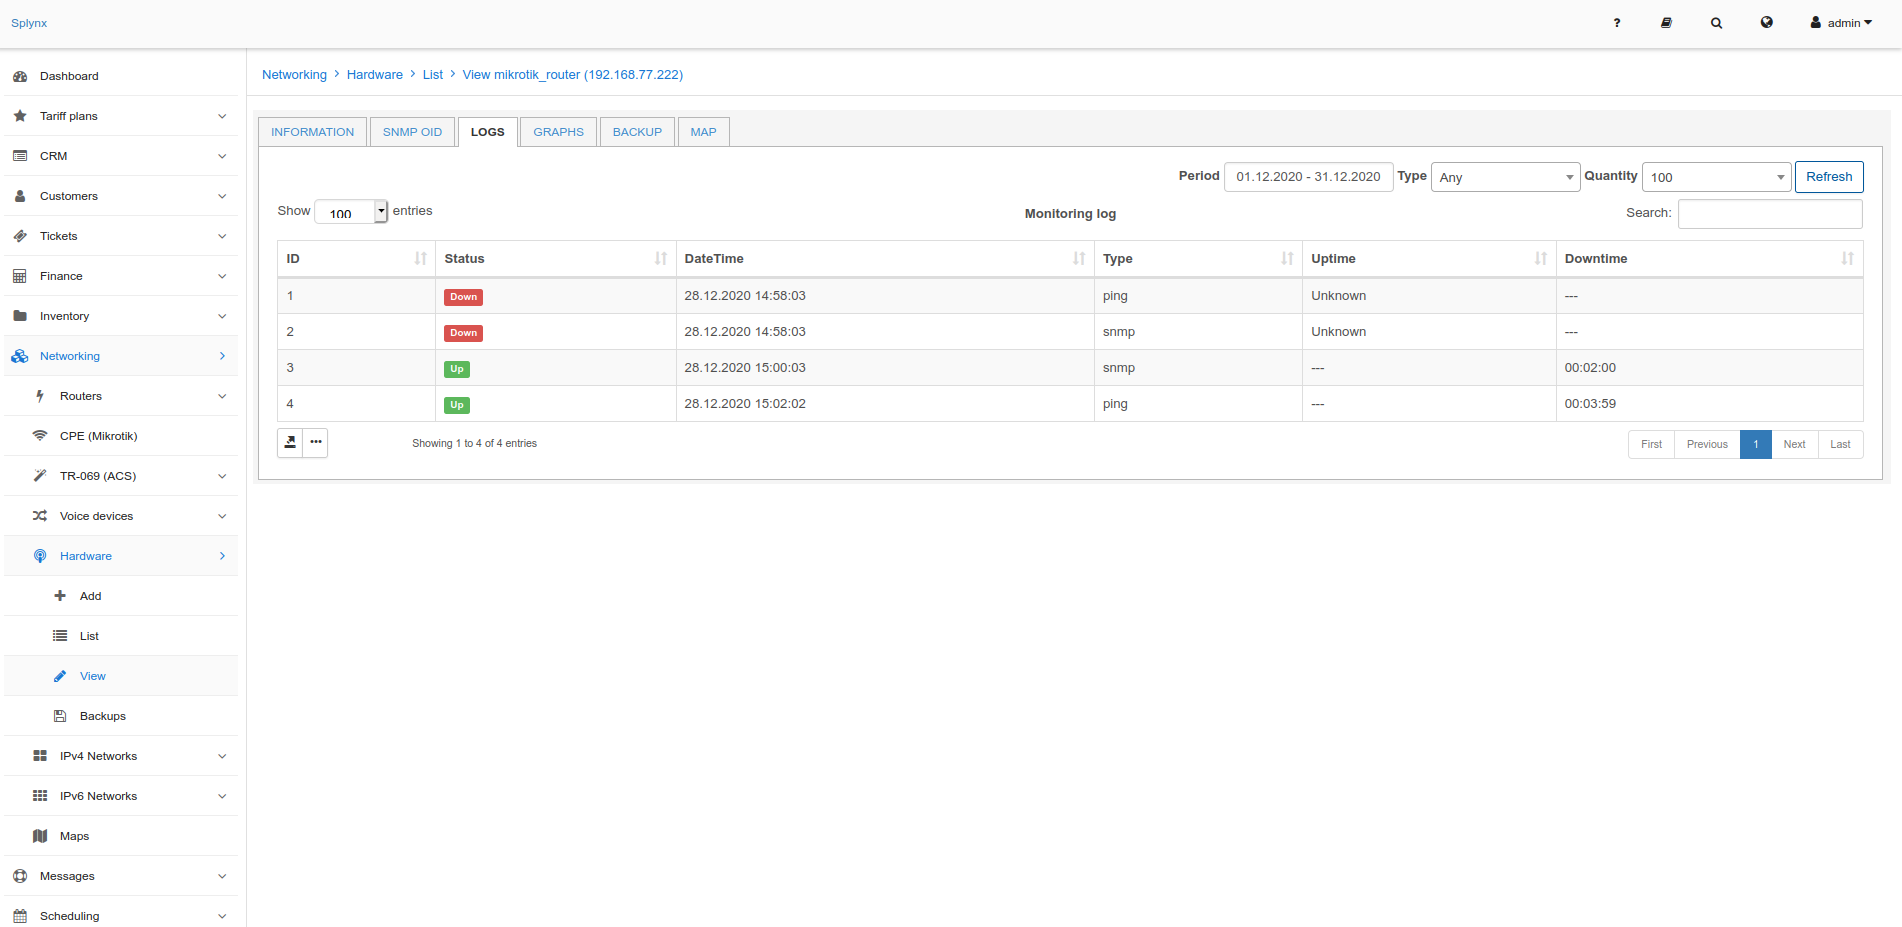 Splynx
? admin
Dashboard
Tariff plans
CRM
Customers
Tickets
Finance
Inventory
Networking
Routers
CPE (Mikrotik)
TR-069 (ACS)
Voice devices
Hardware
Add
List
View
Backups
IPv4 Networks
IPv6 Networks
Maps
Messages
Scheduling
Networking > Hardware > List > View mikrotik_router (192.168.77.222)
INFORMATION SNMP OID LOGS GRAPHS BACKUP MAP
Period 01.12.2020 - 31.12.2020 Type Any Quantity 100 Refresh
Show 100 entries Monitoring log Search:
ID Status DateTime Type Uptime Downtime
1 Down 28.12.2020 14:58:03 ping Unknown ---
2 Down 28.12.2020 14:58:03 snmp Unknown ---
3 Up 28.12.2020 15:00:03 snmp --- 00:02:00
4 Up 28.12.2020 15:02:02 ping --- 00:03:59
Showing 1 to 4 of 4 entries First Previous 1 Next Last